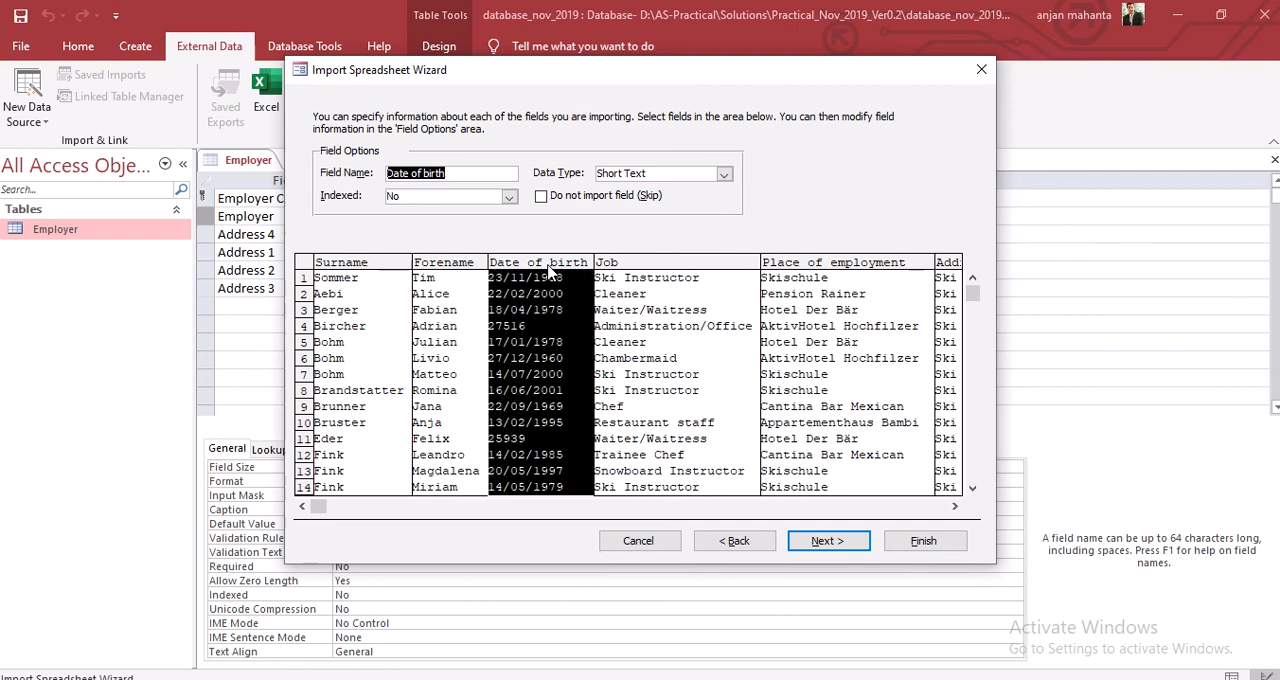 Table Tools
database_nov_2019 : Database- D:\AS-Practical\Solutions\Practical_Nov_2019_Ver0.2\database_nov_2019...
anjan mahanta
File
Home
Create
External Data
Database Tools
Help
Design
Tell me what you want to do
New Data
Source
Saved Imports
Linked Table Manager
Import & Link
Saved
Exports
Excel
All Access Obje...
Search...
Tables
Employer
Employer
Employer
Address 4
Address 1
Address 2
Address 3
Import Spreadsheet Wizard
You can specify information about each of the fields you are importing. Select fields in the area below. You can then modify field
information in the 'Field Options' area.
Field Options
Field Name: Date of birth Data Type: Short Text
Indexed: No Do not import field (Skip)
Surname Forename Date of birth Job Place of employment
1 Sommer Tim Ski Instructor Skischule Ski
2 Aebi Alice 22/02/2000 Cleaner Pension Rainer Ski
3 Berger Fabian 18/04/1978 Waiter/Waitress Hotel Der Bär Ski
4 Bircher Adrian 27516 Administration/Office AktivHotel Hochfilzer Ski
5 Bohm Julian 17/01/1978 Cleaner Hotel Der Bär Ski
6 Bohm Livio 27/12/1960 Chambermaid AktivHotel Hochfilzer Ski
7 Bohm Matteo 14/07/2000 Ski Instructor Skischule Ski
8 Brandstatter Romina 16/06/2001 Ski Instructor Skischule Ski
9 Brunner Jana 22/09/1969 Chef Cantina Bar Mexican Ski
10 Bruster Anja 13/02/1995 Restaurant staff Appartementhaus Bambi Ski
11 Eder Felix 25939 Waiter/Waitress Hotel Der Bär Ski
12 Fink Leandro 14/02/1985 Trainee Chef Cantina Bar Mexican Ski
13 Fink Magdalena 20/05/1997 Snowboard Instructor Skischule Ski
14 Fink Miriam 14/05/1979 Ski Instructor Skischule Ski
Cancel
< Back
Next >
Finish
General
Lookup
Field Size
Format
Input Mask
Caption
Default Value
Validation Rule
Validation Text
Required No
Allow Zero Length Yes
Indexed No
Unicode Compression No
IME Mode No Control
IME Sentence Mode None
Text Align General
A field name can be up to 64 characters long,
including spaces. Press F1 for help on field
names.
Activate Windows
Go to Settings to activate Windows.
Import Spreadsheet Wizard